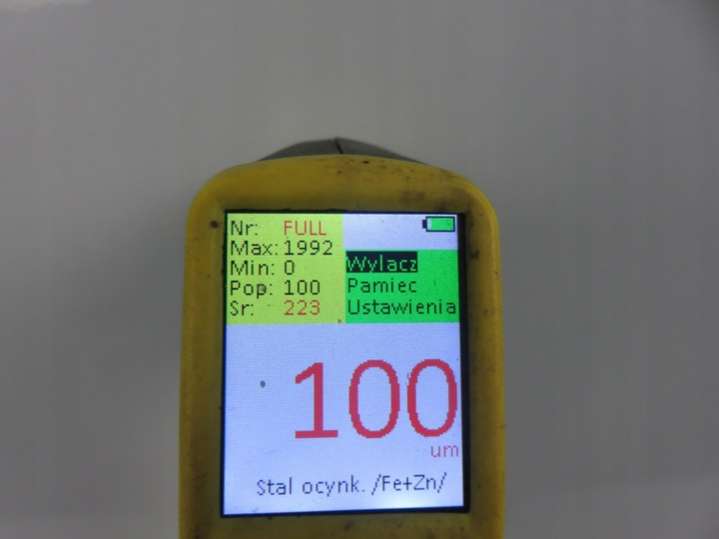 Nr: FULL
Max: 1992
Min: 0
Pop: 100
Sr: 223
Wylacz
Pamiec
Ustawienia
100
um
Stal ocynk. /Fe+Zn/